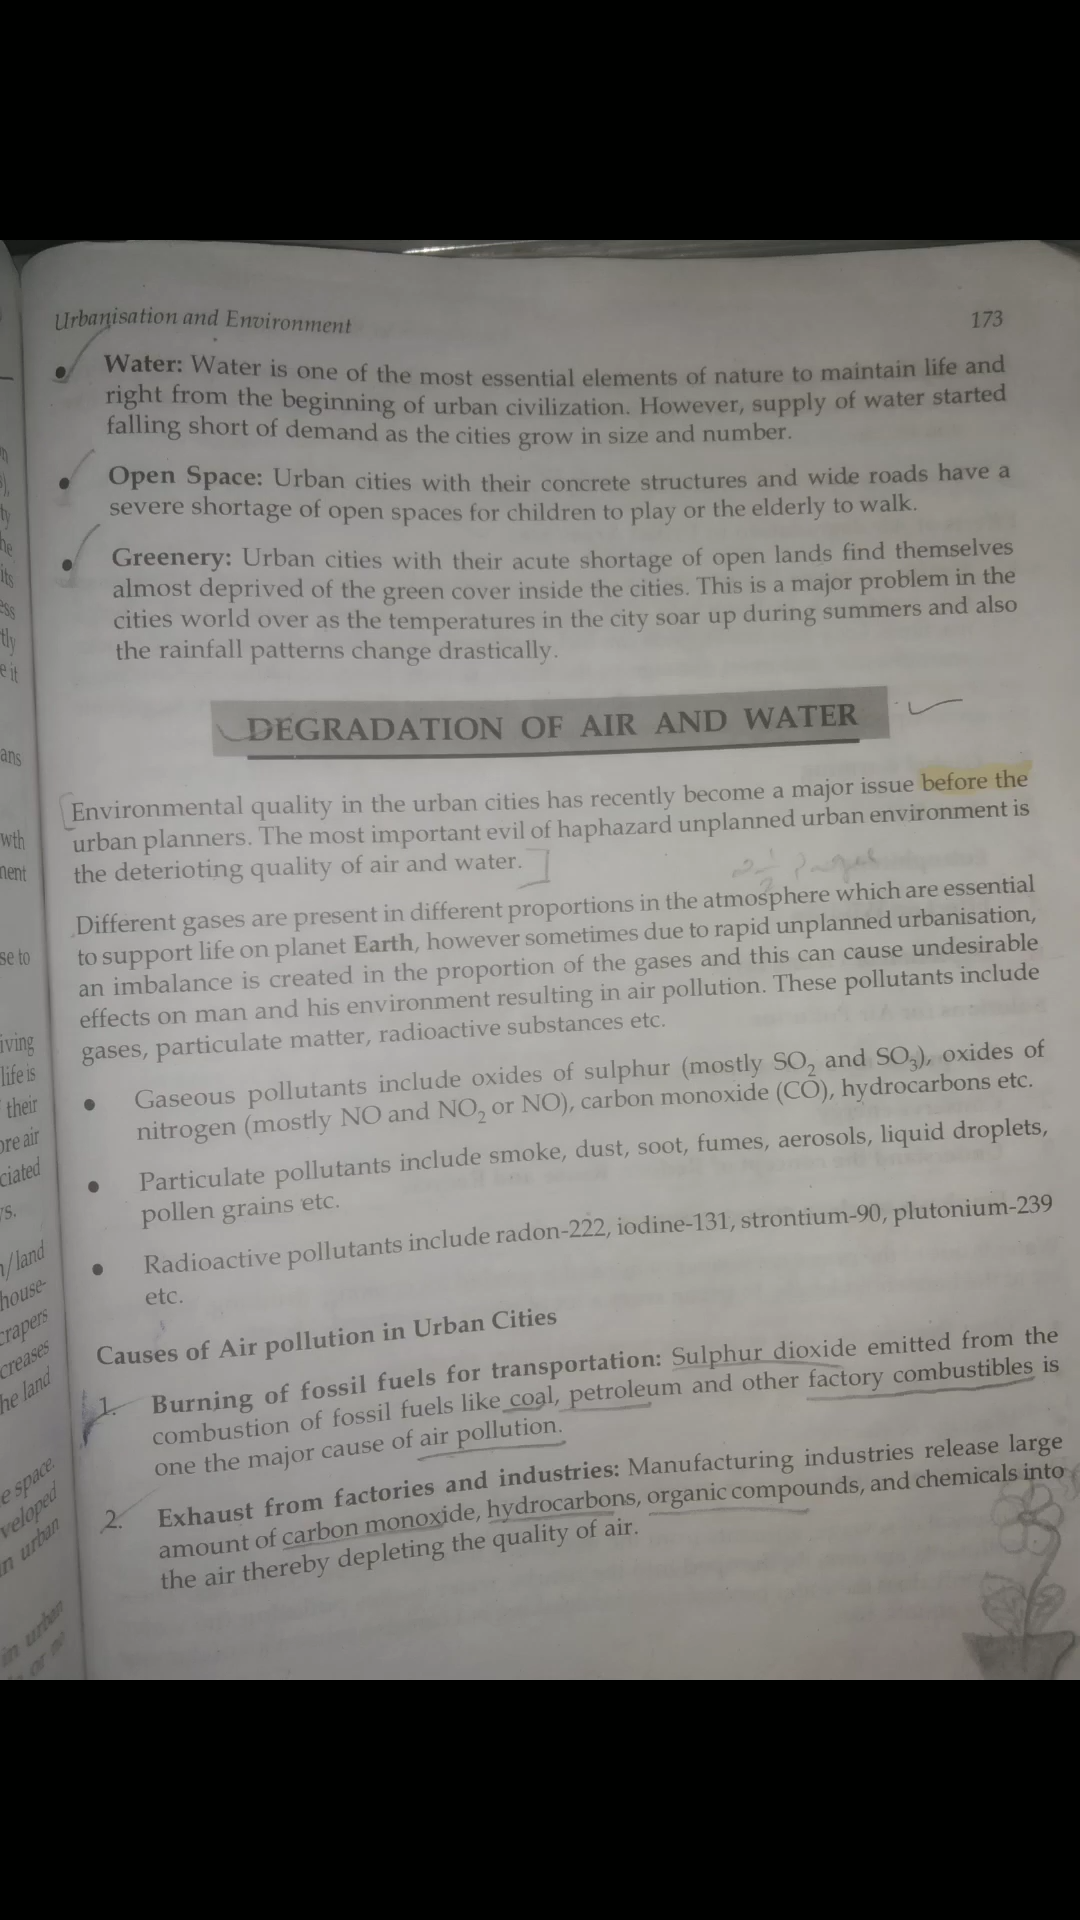 Urbanisation and Environment
173
• Water: Water is one of the most essential elements of nature to maintain life and
right from the beginning of urban civilization. However, supply of water started
falling short of demand as the cities grow in size and number.
• Open Space: Urban cities with their concrete structures and wide roads have a
severe shortage of open spaces for children to play or the elderly to walk.
• Greenery: Urban cities with their acute shortage of open lands find themselves
almost deprived of the green cover inside the cities. This is a major problem in the
cities world over as the temperatures in the city soar up during summers and also
the rainfall patterns change drastically.
DEGRADATION OF AIR AND WATER
Environmental quality in the urban cities has recently become a major issue before the
urban planners. The most important evil of haphazard unplanned urban environment is
the deterioting quality of air and water.
Different gases are present in different proportions in the atmosphere which are essential
to support life on planet Earth, however sometimes due to rapid unplanned urbanisation,
an imbalance is created in the proportion of the gases and this can cause undesirable
effects on man and his environment resulting in air pollution. These pollutants include
gases, particulate matter, radioactive substances etc.
• Gaseous pollutants include oxides of sulphur (mostly SO₂ and SO₃), oxides of
nitrogen (mostly NO and NO₂ or NO), carbon monoxide (CO), hydrocarbons etc.
• Particulate pollutants include smoke, dust, soot, fumes, aerosols, liquid droplets,
pollen grains etc.
• Radioactive pollutants include radon-222, iodine-131, strontium-90, plutonium-239
etc.
Causes of Air pollution in Urban Cities
1. Burning of fossil fuels for transportation: Sulphur dioxide emitted from the
combustion of fossil fuels like coal, petroleum and other factory combustibles is
one the major cause of air pollution.
2. Exhaust from factories and industries: Manufacturing industries release large
amount of carbon monoxide, hydrocarbons, organic compounds, and chemicals into
the air thereby depleting the quality of air.
ans
wth
se to
iving
life is
their
ore air
ciated
house-
e space.
veloped
n urban
in urban